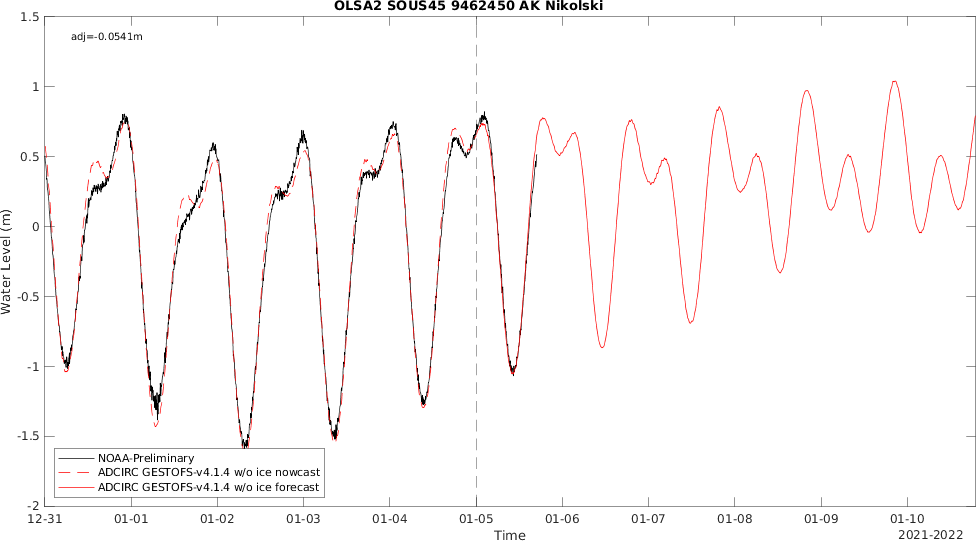 OLSA2 SOUS45 9462450 AK Nikolski
adj=-0.0541m
1.5
1
0.5
0
-0.5
-1
-1.5
-2
Water Level (m)
NOAA-Preliminary
ADCIRC GESTOFS-v4.1.4 w/o ice nowcast
ADCIRC GESTOFS-v4.1.4 w/o ice forecast
12-31 01-01 01-02 01-03 01-04 01-05 01-06 01-07 01-08 01-09 01-10
Time
2021-2022